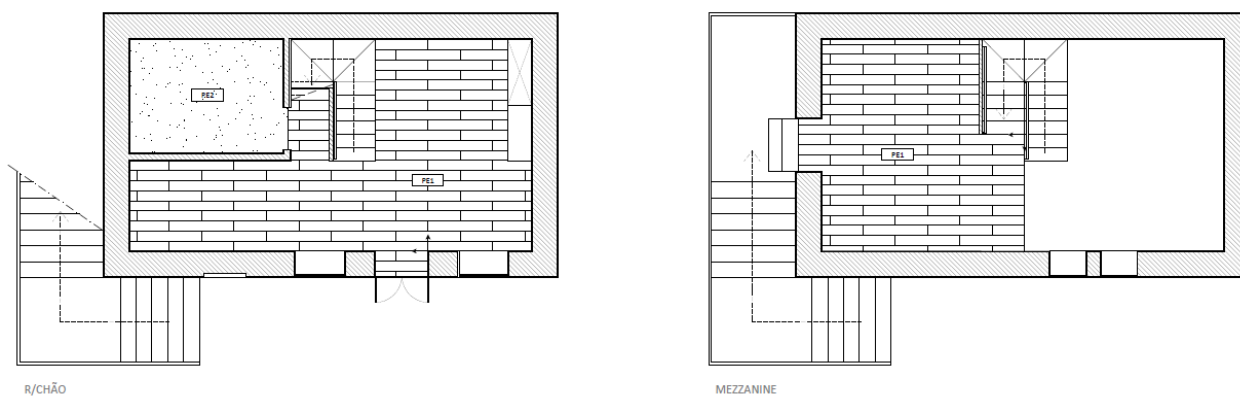 PE2
PE1
PE1
R/CHÃO
MEZZANINE